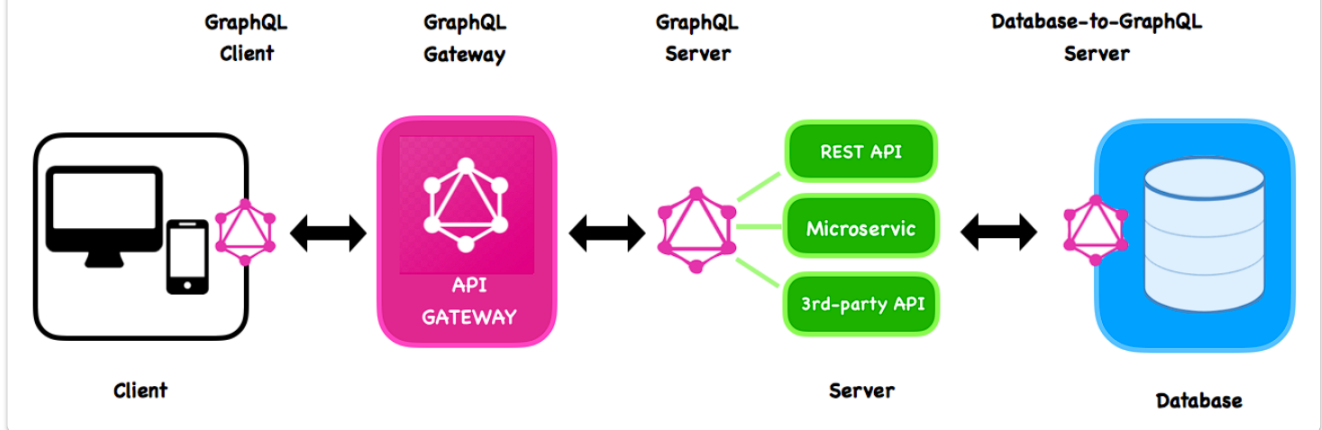 GraphQL
Client
GraphQL
Gateway
GraphQL
Server
Database-to-GraphQL
Server
API
GATEWAY
REST API
Microservic
3rd-party API
Client
Server
Database